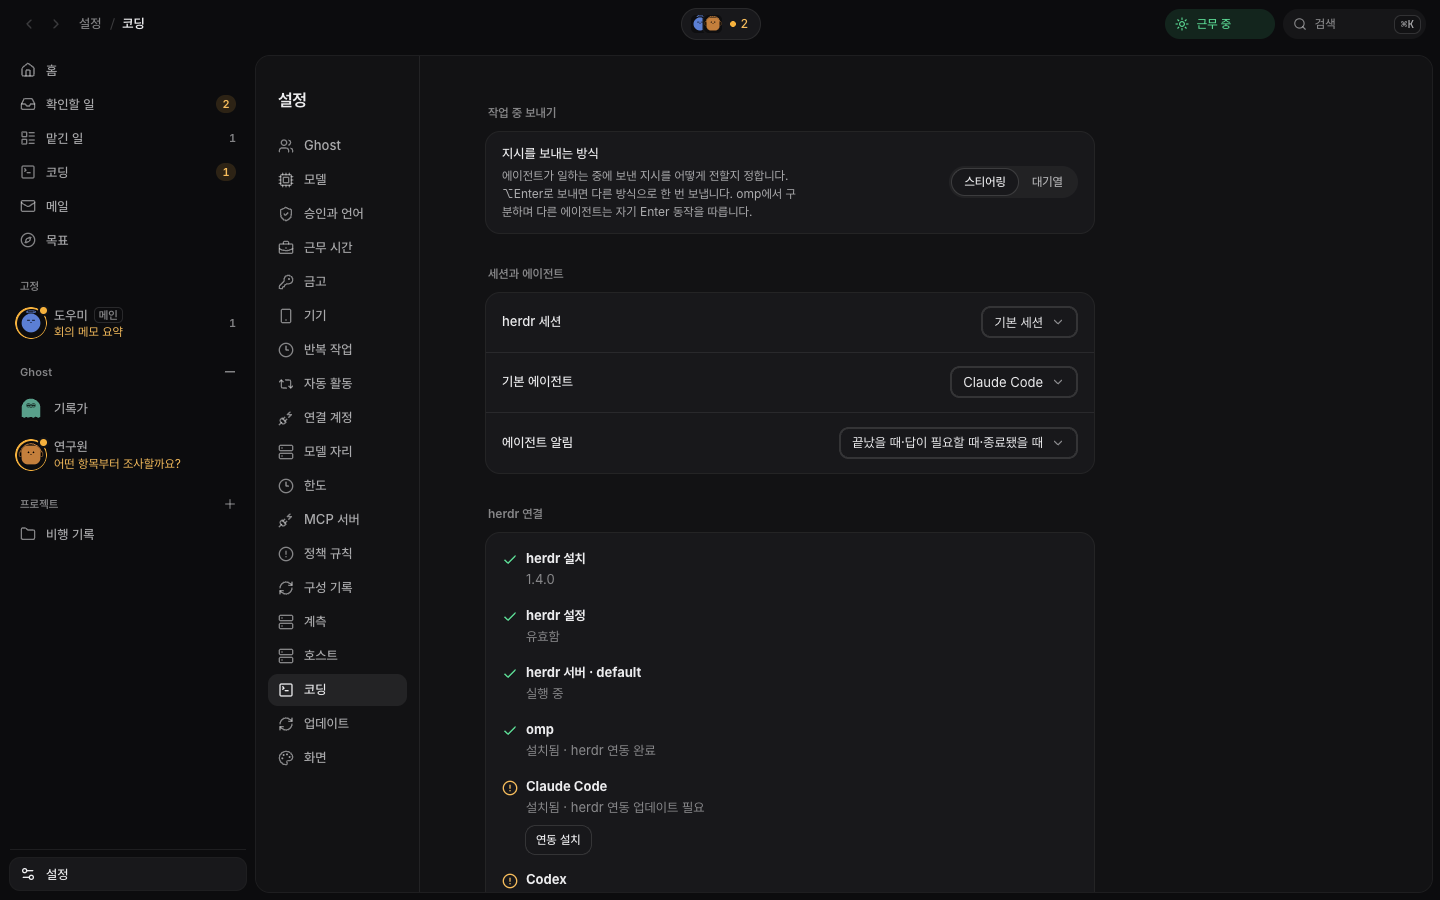 설정 / 코딩
2
근무 중
검색
⌘K
홈
확인할 일
2
맡긴 일
1
코딩
1
메일
목표
고정
도우미 메인
회의 메모 요약
1
Ghost
기록가
연구원
어떤 항목부터 조사할까요?
프로젝트
비행 기록
설정
설정
Ghost
모델
승인과 언어
근무 시간
금고
기기
반복 작업
자동 활동
연결 계정
모델 자리
한도
MCP 서버
정책 규칙
구성 기록
계측
호스트
코딩
업데이트
화면
작업 중 보내기
지시를 보내는 방식
에이전트가 일하는 중에 보낸 지시를 어떻게 전할지 정합니다.
⌥Enter로 보내면 다른 방식으로 한 번 보냅니다. omp에서 구
분하며 다른 에이전트는 자기 Enter 동작을 따릅니다.
스티어링
대기열
세션과 에이전트
herdr 세션
기본 세션
기본 에이전트
Claude Code
에이전트 알림
끝났을 때·답이 필요할 때·종료됐을 때
herdr 연결
herdr 설치
1.4.0
herdr 설정
유효함
herdr 서버 · default
실행 중
omp
설치됨 · herdr 연동 완료
Claude Code
설치됨 · herdr 연동 업데이트 필요
연동 설치
Codex